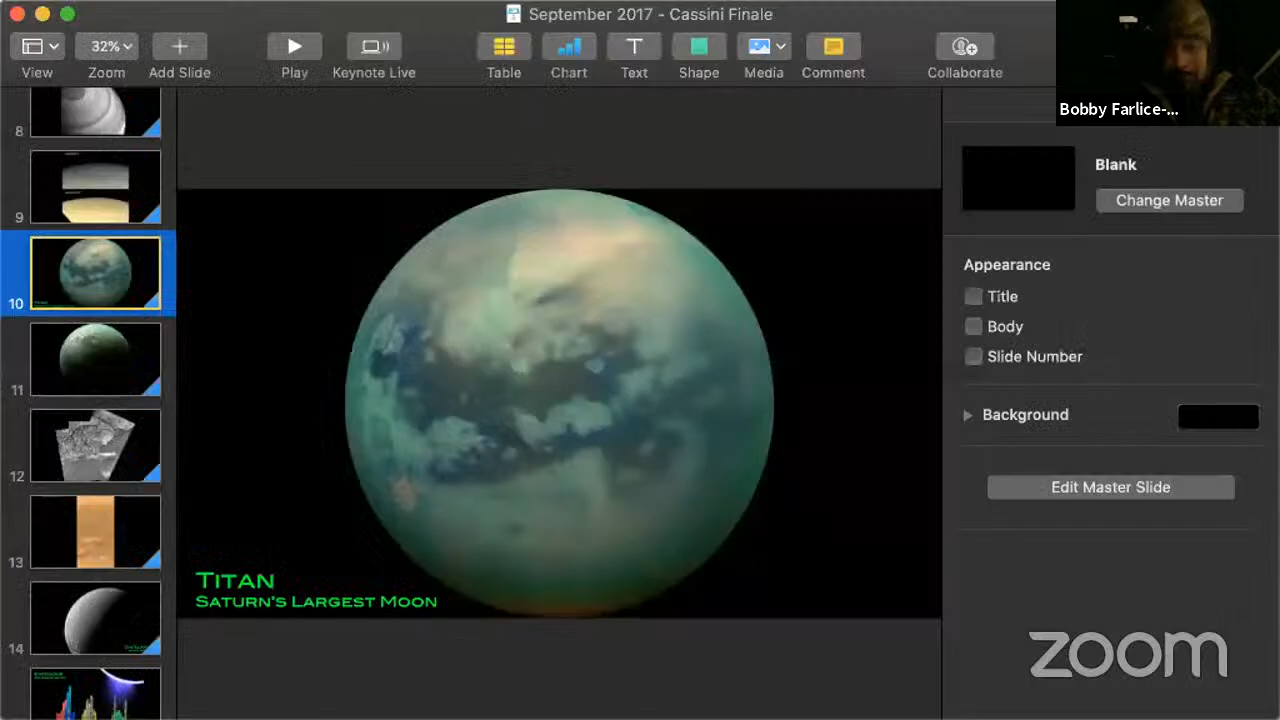 September 2017 - Cassini Finale
32%
View
Zoom
Add Slide
Play
Keynote Live
Table
Chart
Text
Shape
Media
Comment
Collaborate
Bobby Farlice-...
8
9
10
11
12
13
14
Titan
Saturn's Largest Moon
Blank
Change Master
Appearance
Title
Body
Slide Number
Background
Edit Master Slide
zoom